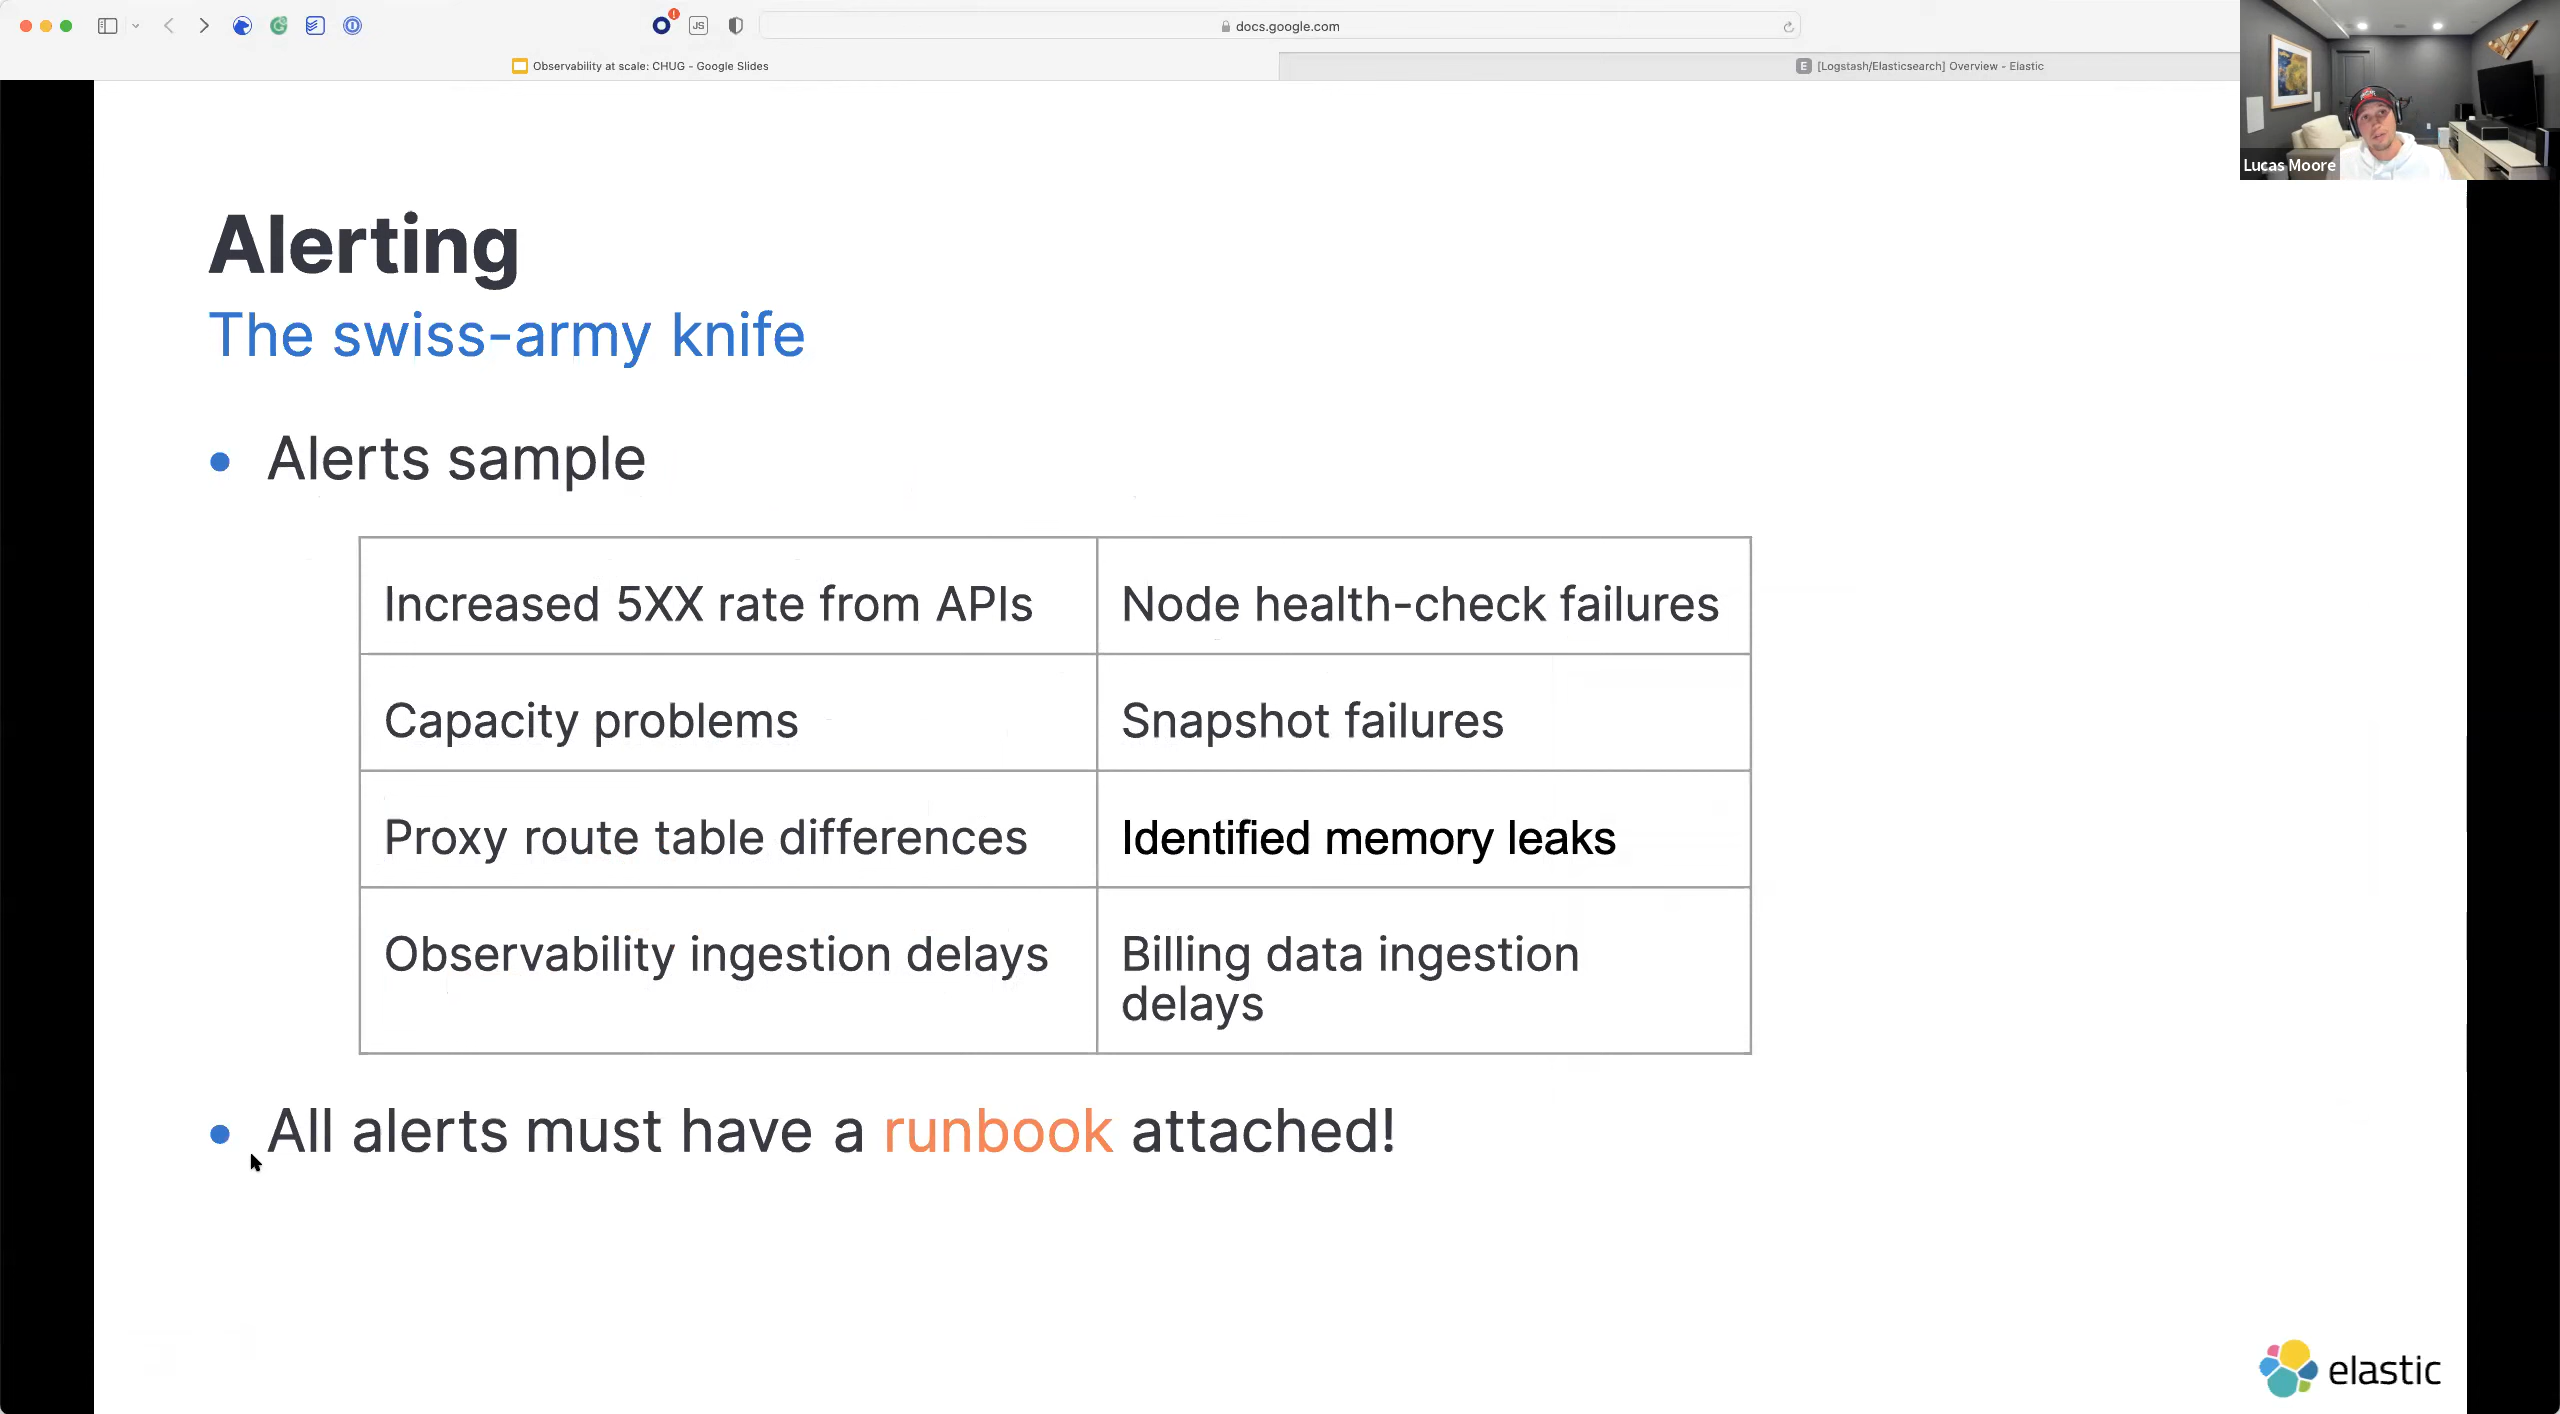 docs.google.com
Observability at scale: CHUG - Google Slides
[Logstash/Elasticsearch] Overview - Elastic
Lucas Moore
Alerting
The swiss-army knife
Alerts sample
Increased 5XX rate from APIs
Node health-check failures
Capacity problems
Snapshot failures
Proxy route table differences
Identified memory leaks
Observability ingestion delays
Billing data ingestion
delays
All alerts must have a runbook attached!
elastic